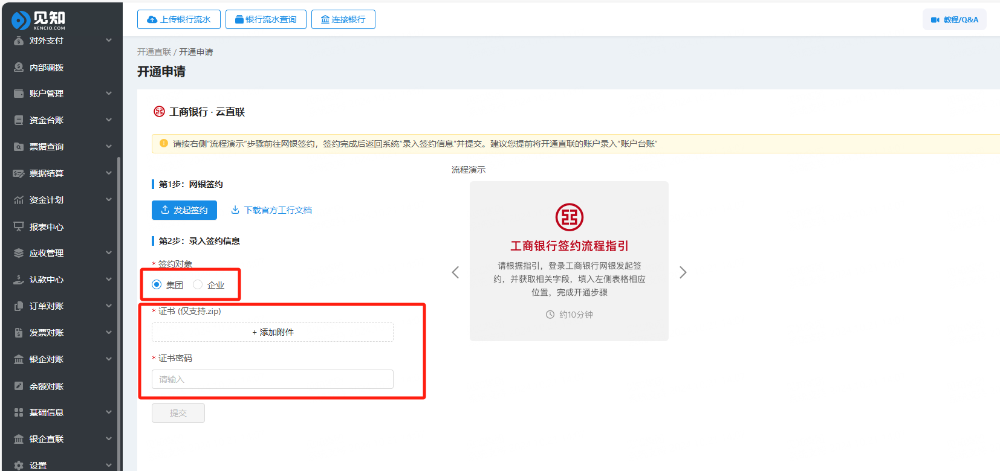 见知
XENCIO.COM
对外支付
内部调拨
账户管理
资金台账
票据查询
票据结算
资金计划
报表中心
应收管理
认款中心
订单对账
发票对账
银企对账
余额对账
基础信息
银企直联
设置
上传银行流水
银行流水查询
连接银行
教程/Q&A
开通直联 / 开通申请
开通申请
工商银行 · 云直联
请按右侧“流程演示”步骤前往网银签约，签约完成后返回系统“录入签约信息”并提交。建议您提前将开通直联的账户录入“账户台账”
第1步：网银签约
发起签约
下载官方工行文档
第2步：录入签约信息
* 签约对象
集团
企业
* 证书 (仅支持.zip)
+ 添加附件
* 证书密码
请输入
提交
流程演示
工商银行签约流程指引
请根据指引，登录工商银行网银发起签
约，并获取相关字段，填入左侧表格相应
位置，完成开通步骤
约10分钟